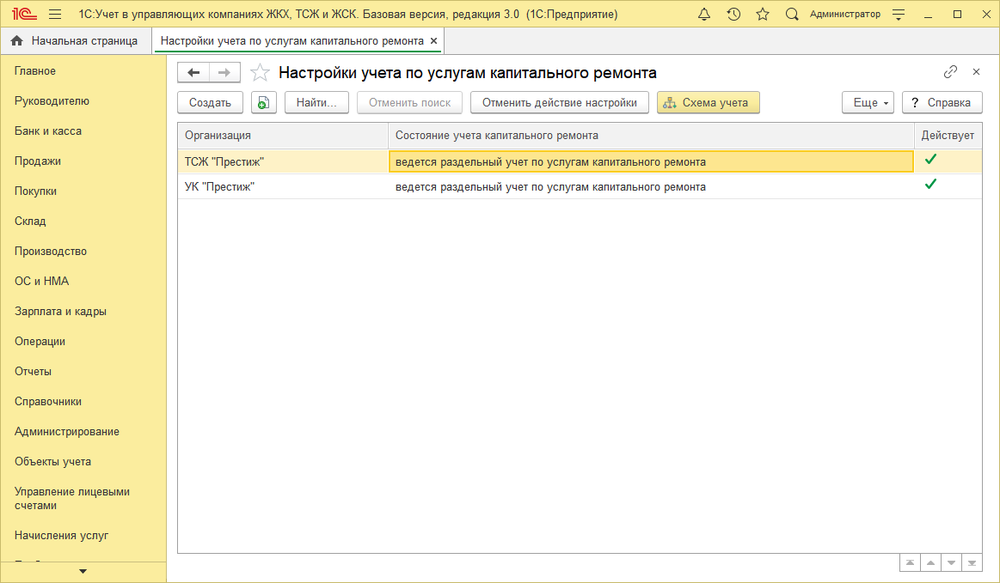 1С:Учет в управляющих компаниях ЖКХ, ТСЖ и ЖСК. Базовая версия, редакция 3.0 (1С:Предприятие)
Администратор
Начальная страница
Настройки учета по услугам капитального ремонта ×
Главное
Руководителю
Банк и касса
Продажи
Покупки
Склад
Производство
ОС и НМА
Зарплата и кадры
Операции
Отчеты
Справочники
Администрирование
Объекты учета
Управление лицевыми
счетами
Начисления услуг
Настройки учета по услугам капитального ремонта
Создать
Найти...
Отменить поиск
Отменить действие настройки
Схема учета
Еще
? Справка
Организация Состояние учета капитального ремонта Действует
ТСЖ "Престиж" ведется раздельный учет по услугам капитального ремонта
УК "Престиж" ведется раздельный учет по услугам капитального ремонта